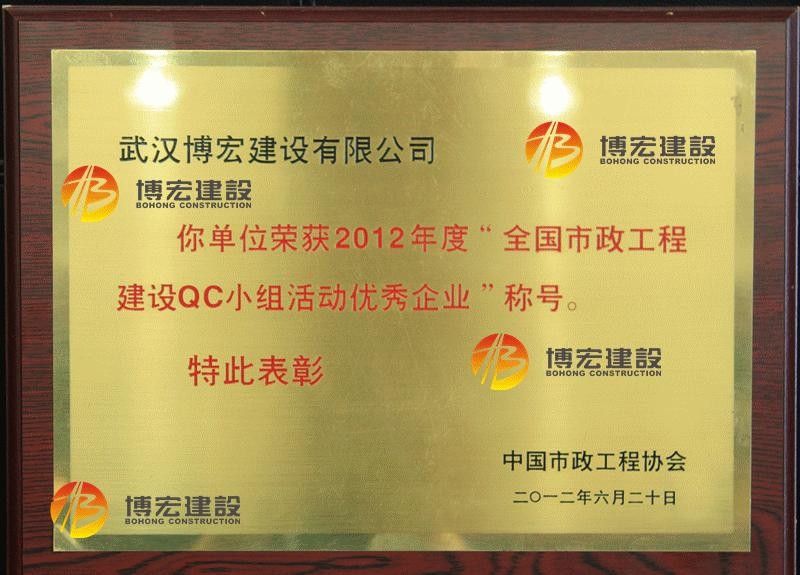 武汉博宏建设有限公司
博宏建設
BOHONG CONSTRUCTION
博宏建設
BOHONG CONSTRUCTION
你单位荣获2012年度“全国市政工程
建设QC小组活动优秀企业”称号。
特此表彰
博宏建設
BOHONG CONSTRUCTION
中国市政工程协会
二〇一二年六月二十日
博宏建設
BOHONG CONSTRUCTION